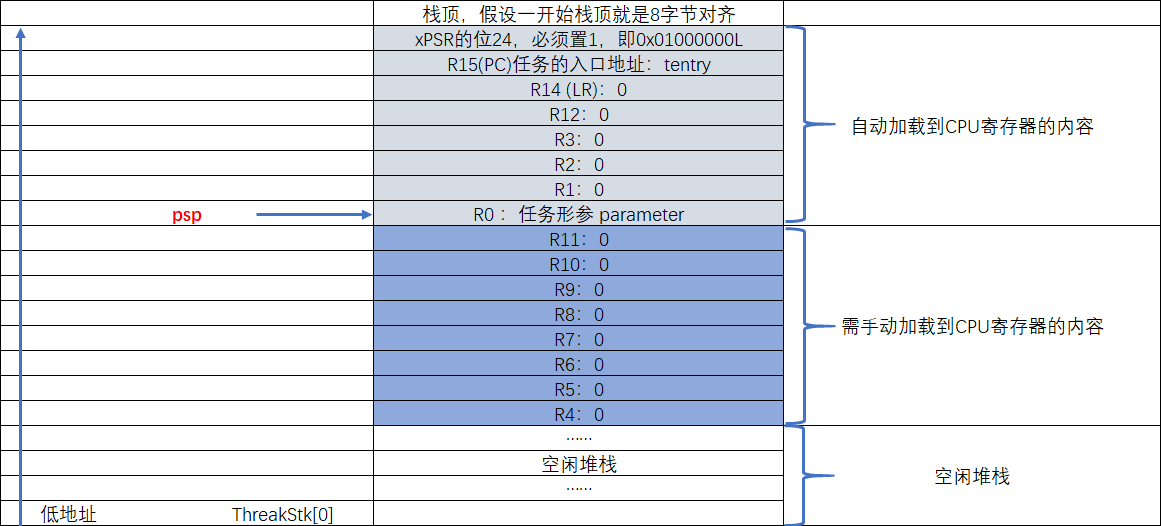 栈顶，假设一开始栈顶就是8字节对齐
xPSR的位24，必须置1，即0x01000000L
R15(PC)任务的入口地址：tentry
R14 (LR)：0
R12：0
自动加载到CPU寄存器的内容
R3：0
R2：0
R1：0
psp
R0 ：任务形参 parameter
R11：0
R10：0
R9：0
R8：0
需手动加载到CPU寄存器的内容
R7：0
R6：0
R5：0
R4：0
……
空闲堆栈
空闲堆栈
……
低地址 ThreakStk[0]